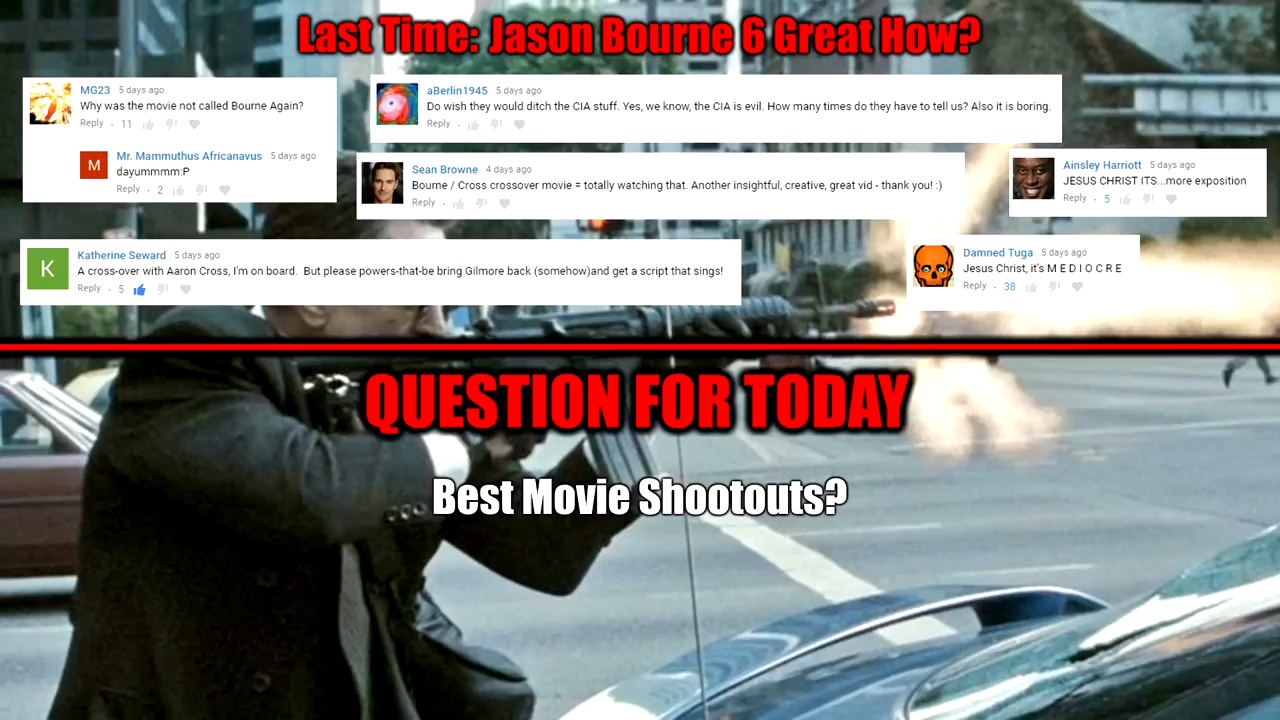 Last Time: Jason Bourne 6 Great How?
MG23 5 days ago
Why was the movie not called Bourne Again?
Reply · 11
Mr. Mammuthus Africanavus 5 days ago
dayummmm:P
Reply · 2
aBerlin1945 5 days ago
Do wish they would ditch the CIA stuff. Yes, we know, the CIA is evil. How many times do they have to tell us? Also it is boring.
Reply ·
Sean Browne 4 days ago
Bourne / Cross crossover movie = totally watching that. Another insightful, creative, great vid - thank you! :)
Reply ·
M
Ainsley Harriott 5 days ago
JESUS CHRIST ITS...more exposition
Reply · 5
K
Katherine Seward 5 days ago
A cross-over with Aaron Cross, I'm on board. But please powers-that-be bring Gilmore back (somehow)and get a script that sings!
Reply · 5
Damned Tuga 5 days ago
Jesus Christ, it's M E D I O C R E
Reply · 38
QUESTION FOR TODAY
Best Movie Shootouts?